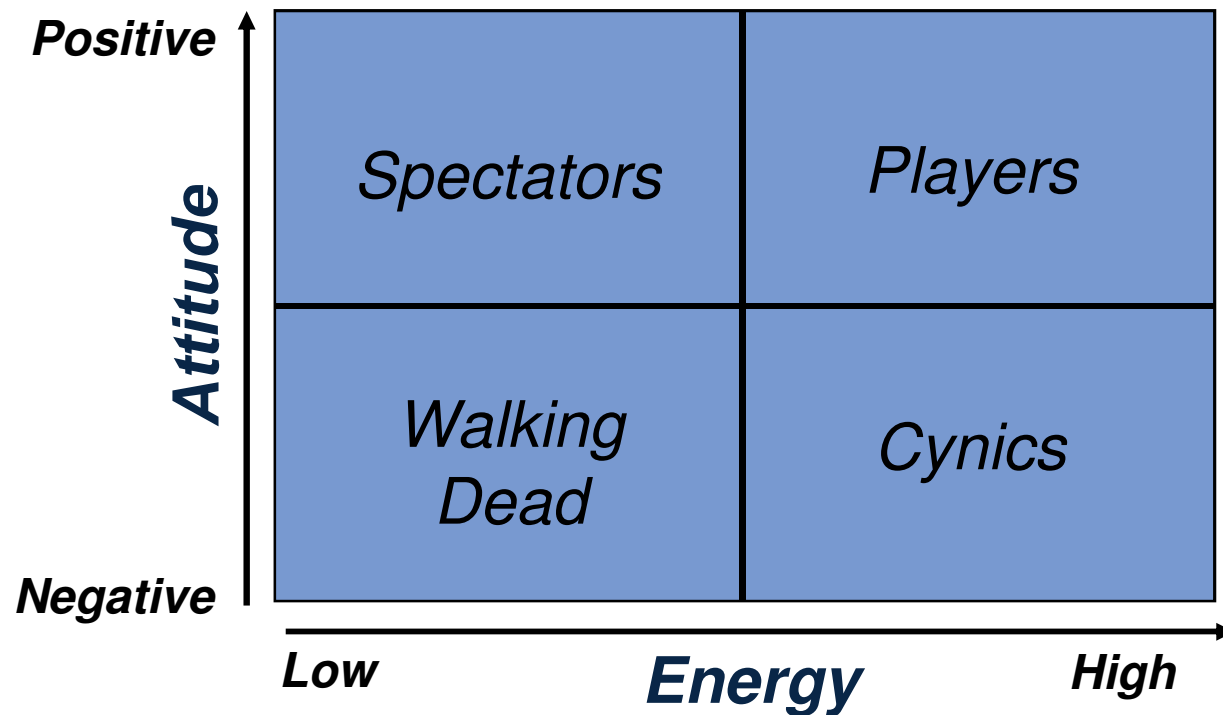 Positive
Spectators
Players
Attitude
Walking
Dead
Cynics
Negative
Low
Energy
High